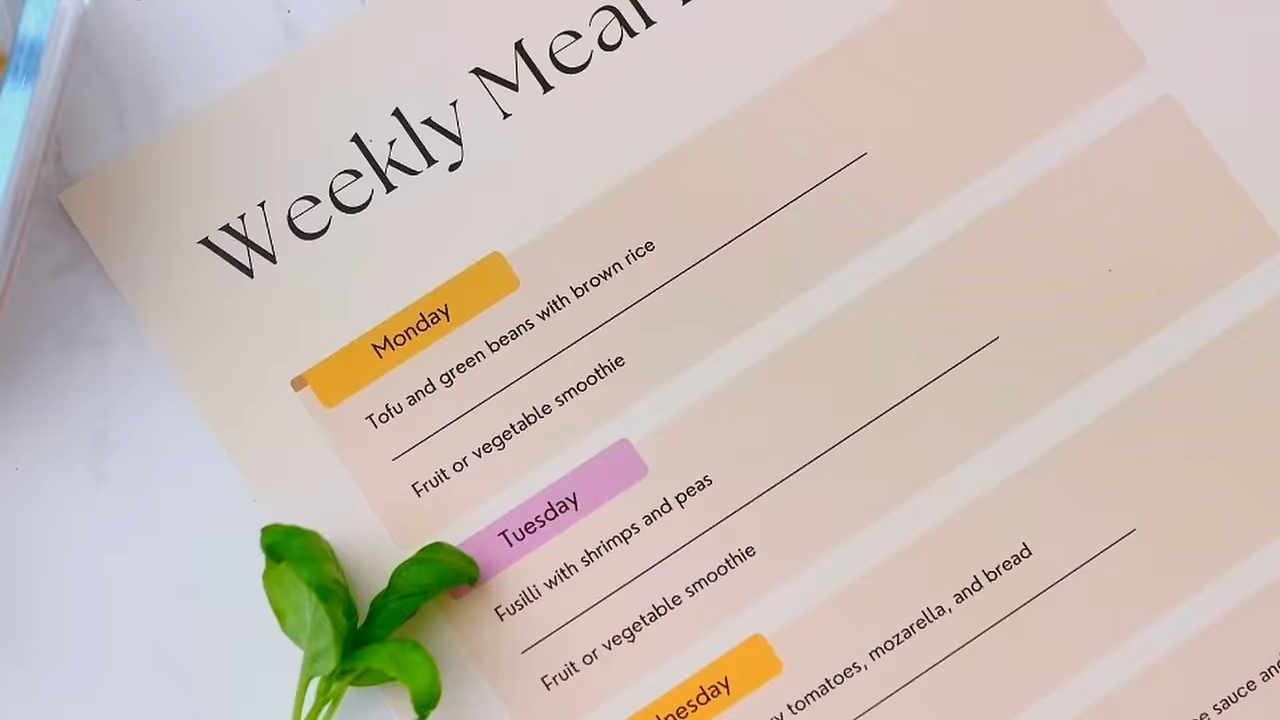 Weekly Meal
Monday
Tofu and green beans with brown rice
Fruit or vegetable smoothie
Tuesday
Fusilli with shrimps and peas
Fruit or vegetable smoothie
tomatoes, mozarella, and bread
sauce and